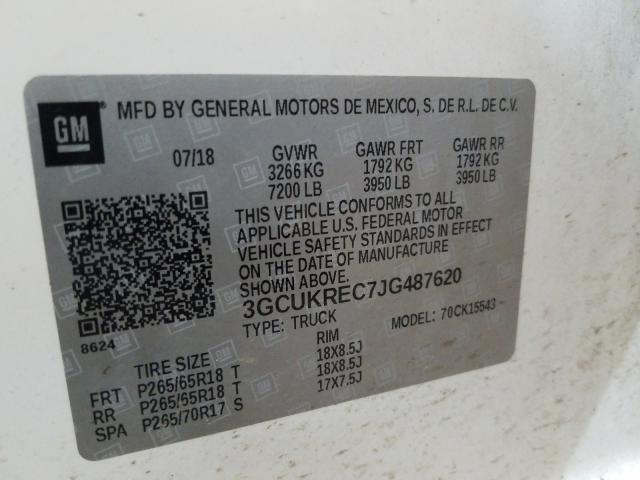 GM
MFD BY GENERAL MOTORS DE MEXICO, S. DE R.L. DE C.V.
07/18 GVWR GAWR FRT GAWR RR
3266 KG 1792 KG 1792 KG
7200 LB 3950 LB 3950 LB
THIS VEHICLE CONFORMS TO ALL
APPLICABLE U.S. FEDERAL MOTOR
VEHICLE SAFETY STANDARDS IN EFFECT
ON THE DATE OF MANUFACTURE
SHOWN ABOVE.
3GCUKREC7JG487620
TYPE: TRUCK MODEL: 70CK15543
8624
TIRE SIZE RIM
FRT P265/65R18 T 18X8.5J
RR P265/65R18 T 18X8.5J
SPA P265/70R17 S 17X7.5J